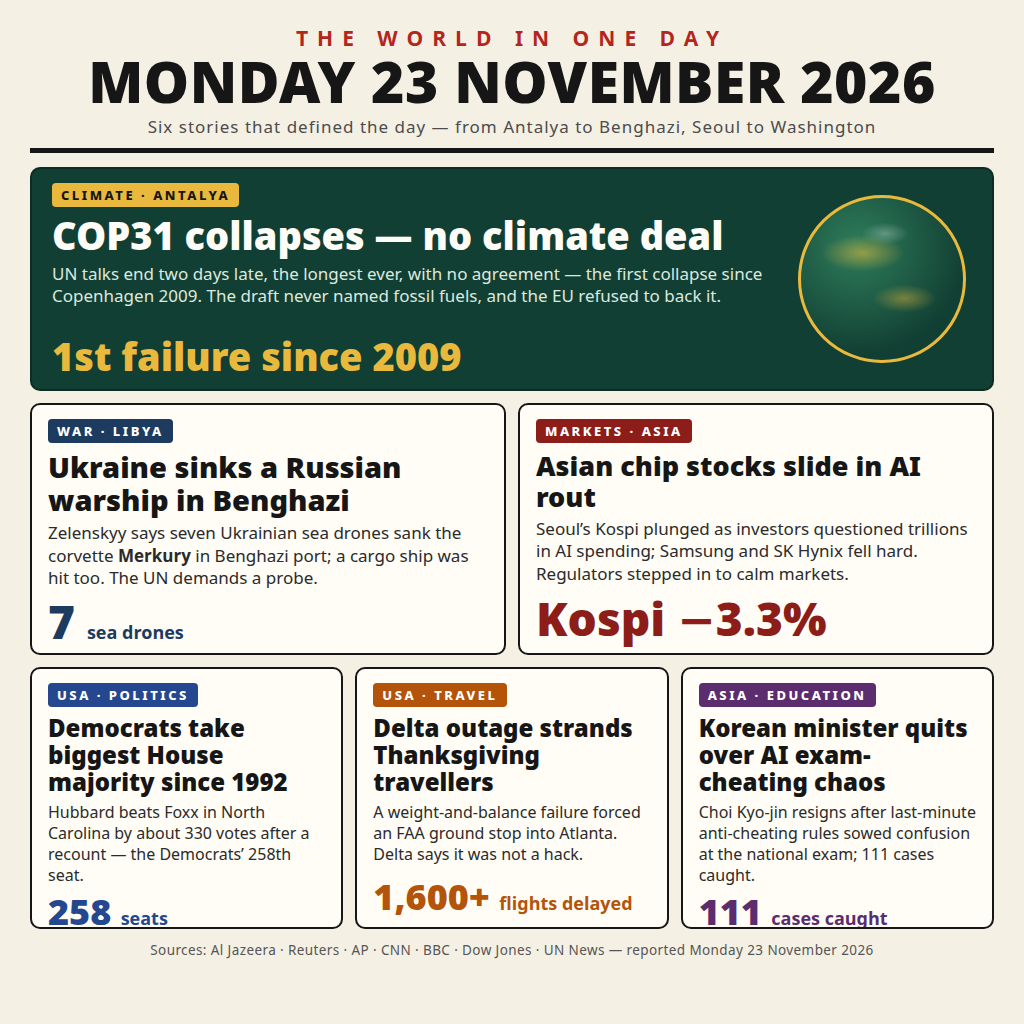 THE WORLD IN ONE DAY
MONDAY 23 NOVEMBER 2026
Six stories that defined the day — from Antalya to Benghazi, Seoul to Washington
CLIMATE · ANTALYA
COP31 collapses — no climate deal
UN talks end two days late, the longest ever, with no agreement — the first collapse since
Copenhagen 2009. The draft never named fossil fuels, and the EU refused to back it.
1st failure since 2009
WAR · LIBYA
Ukraine sinks a Russian
warship in Benghazi
Zelenskyy says seven Ukrainian sea drones sank the
corvette Merkury in Benghazi port; a cargo ship was
hit too. The UN demands a probe.
7 sea drones
MARKETS · ASIA
Asian chip stocks slide in AI
rout
Seoul’s Kospi plunged as investors questioned trillions
in AI spending; Samsung and SK Hynix fell hard.
Regulators stepped in to calm markets.
Kospi −3.3%
USA · POLITICS
Democrats take
biggest House
majority since 1992
Hubbard beats Foxx in North
Carolina by about 330 votes after a
recount — the Democrats’ 258th
seat.
258 seats
USA · TRAVEL
Delta outage strands
Thanksgiving
travellers
A weight-and-balance failure forced
an FAA ground stop into Atlanta.
Delta says it was not a hack.
1,600+ flights delayed
ASIA · EDUCATION
Korean minister quits
over AI exam-
cheating chaos
Choi Kyo-jin resigns after last-minute
anti-cheating rules sowed confusion
at the national exam; 111 cases
caught.
111 cases caught
Sources: Al Jazeera · Reuters · AP · CNN · BBC · Dow Jones · UN News — reported Monday 23 November 2026